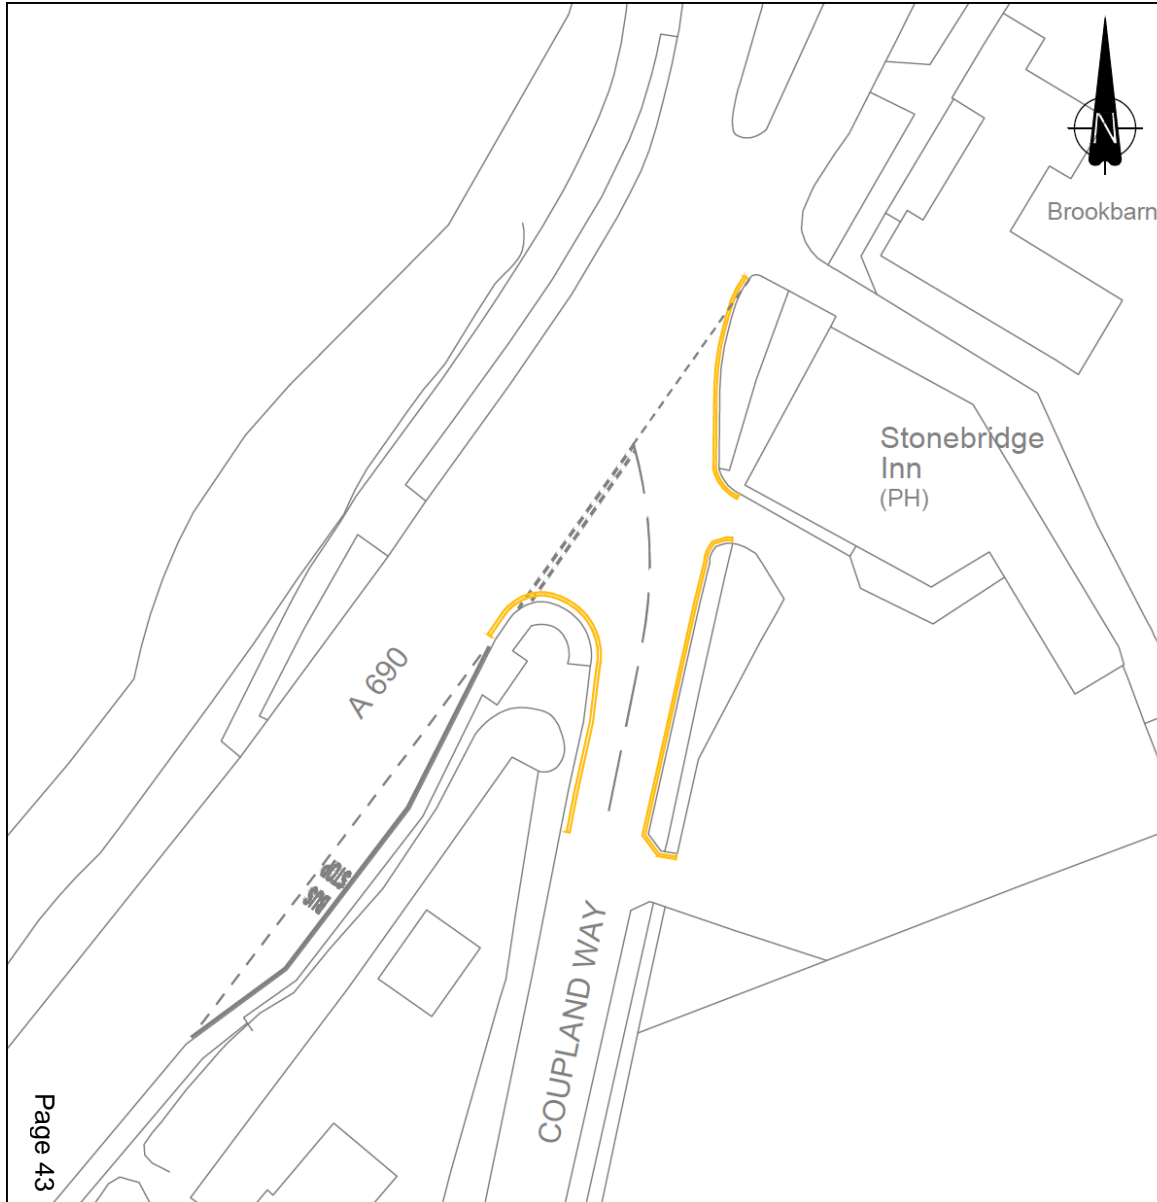 N
Brookbarn
Stonebridge
Inn
(PH)
A 690
BUS
STOP
COUPLAND WAY
Page 43